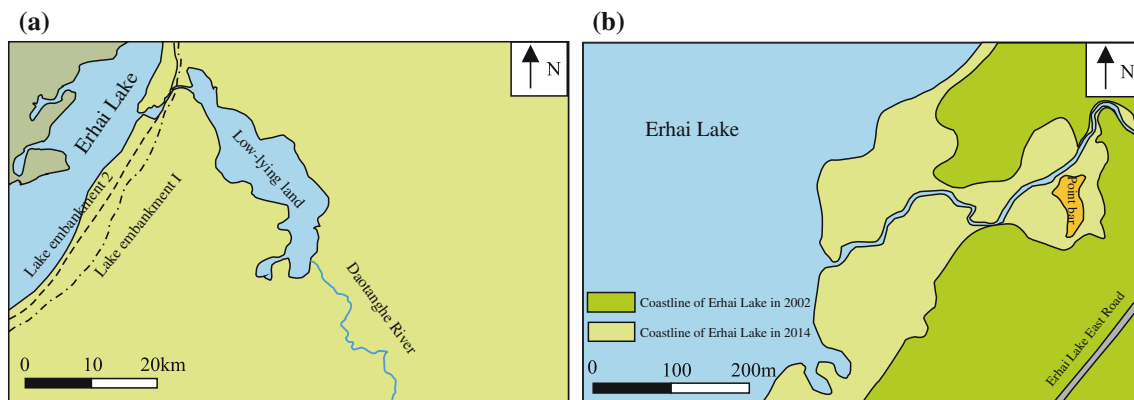 (a)
N
Erhai Lake
Low-lying land
Lake embankment 2
Lake embankment 1
Daotanghe River
0 10 20km
(b)
N
Erhai Lake
Point bar
Coastline of Erhai Lake in 2002
Coastline of Erhai Lake in 2014
Erhai Lake East Road
0 100 200m